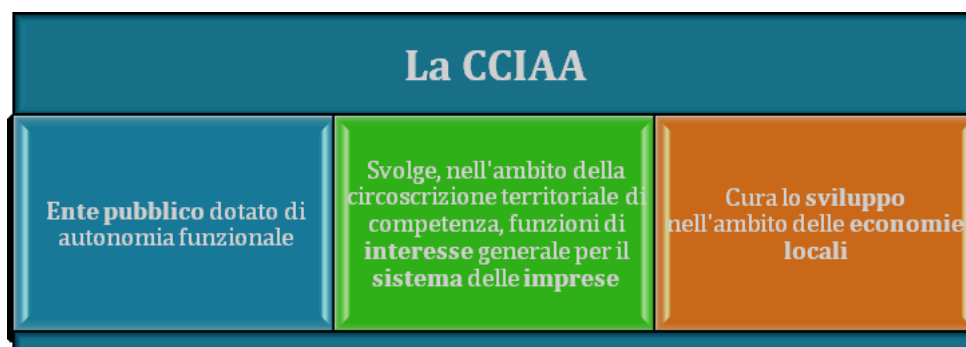 La CCIAA
Ente pubblico dotato di
autonomia funzionale
Svolge, nell'ambito della
circoscrizione territoriale di
competenza, funzioni di
interesse generale per il
sistema delle imprese
Cura lo sviluppo
nell'ambito delle economie
locali